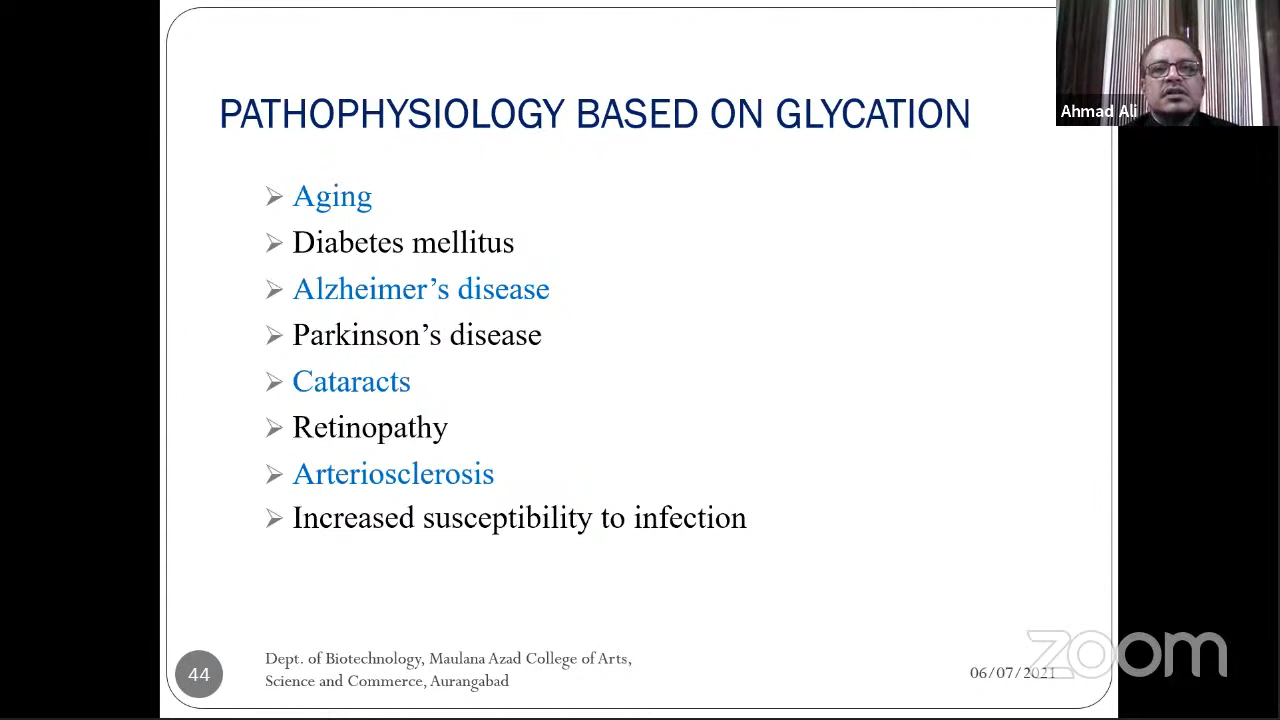 PATHOPHYSIOLOGY BASED ON GLYCATION
Ahmad Ali
Aging
Diabetes mellitus
Alzheimer’s disease
Parkinson’s disease
Cataracts
Retinopathy
Arteriosclerosis
Increased susceptibility to infection
44
Dept. of Biotechnology, Maulana Azad College of Arts,
Science and Commerce, Aurangabad
06/07/2021
zoom